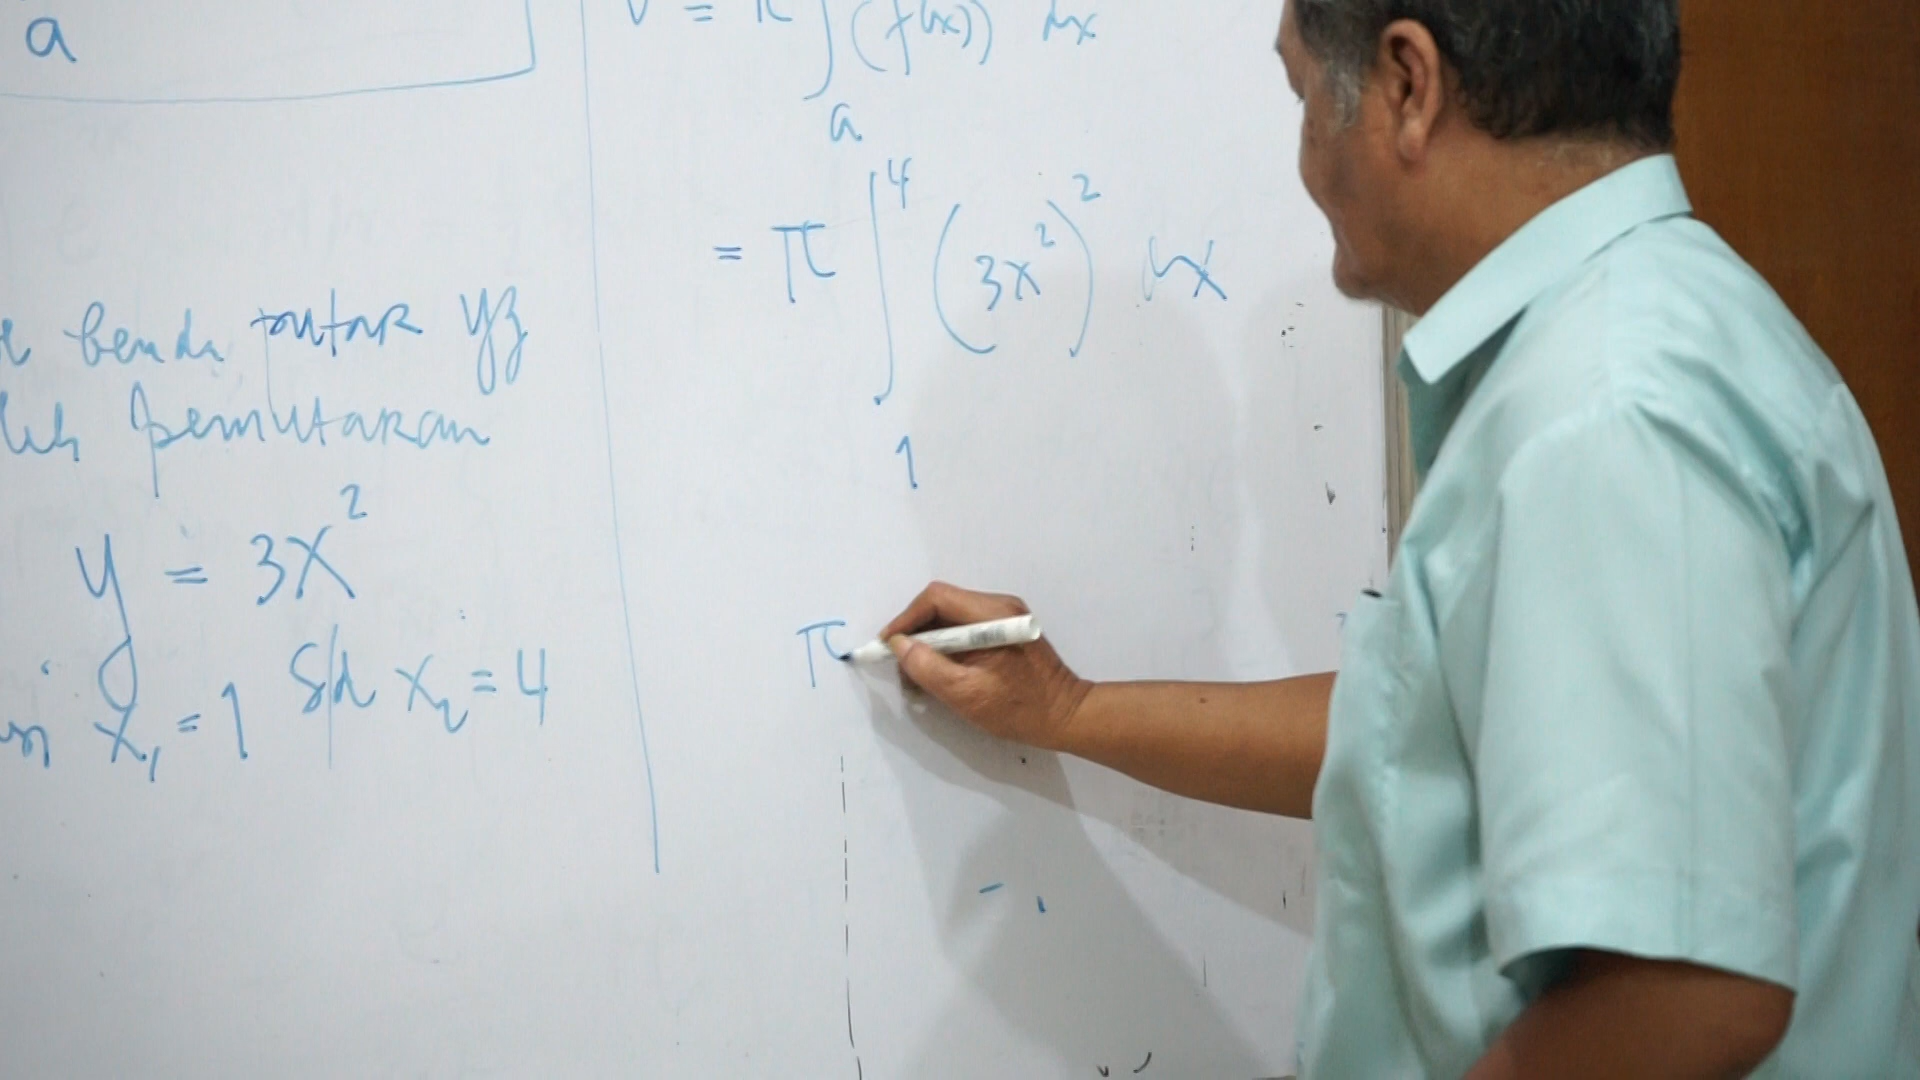 a
benda putar yg
pemutaran
y = 3x²
x₁ = 1 s/d x₂ = 4
V = π ∫ (f(x)) dx
a
= π ∫ 4 (3x²)² dx
1
π